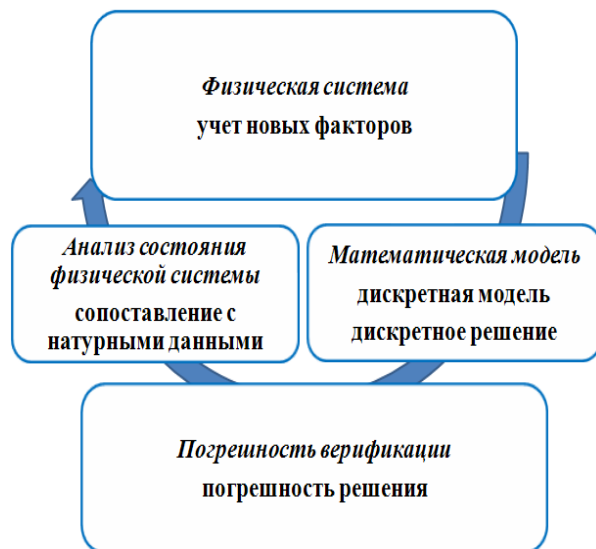 Физическая система
учет новых факторов
Анализ состояния
физической системы
сопоставление с
натурными данными
Математическая модель
дискретная модель
дискретное решение
Погрешность верификации
погрешность решения